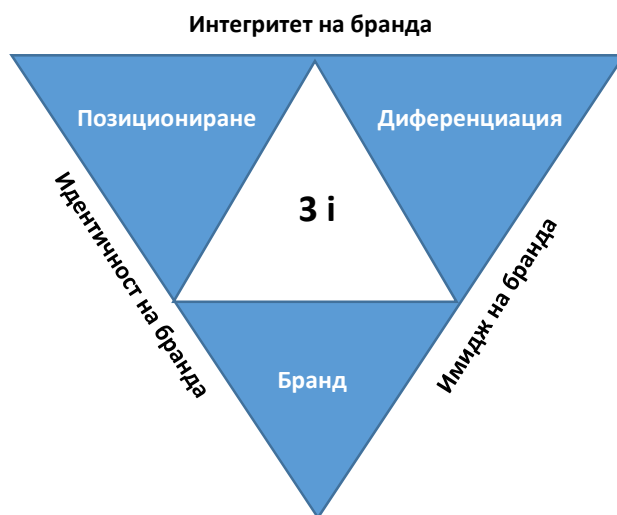 Интегритет на бранда
Позициониране
Диференциация
3 i
Идентичност на бранда
Имидж на бранда
Бранд